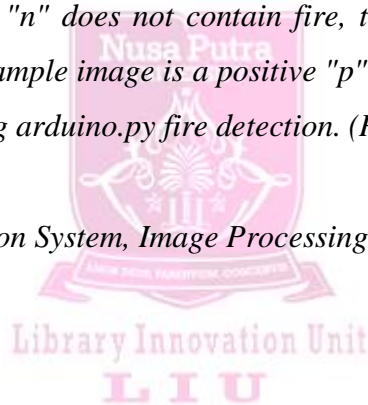 "n" does not contain fire, t
ample image is a positive "p"
g arduino.py fire detection. (
on System, Image Processing
Nusa Putra
Library Innovation Unit
LIU